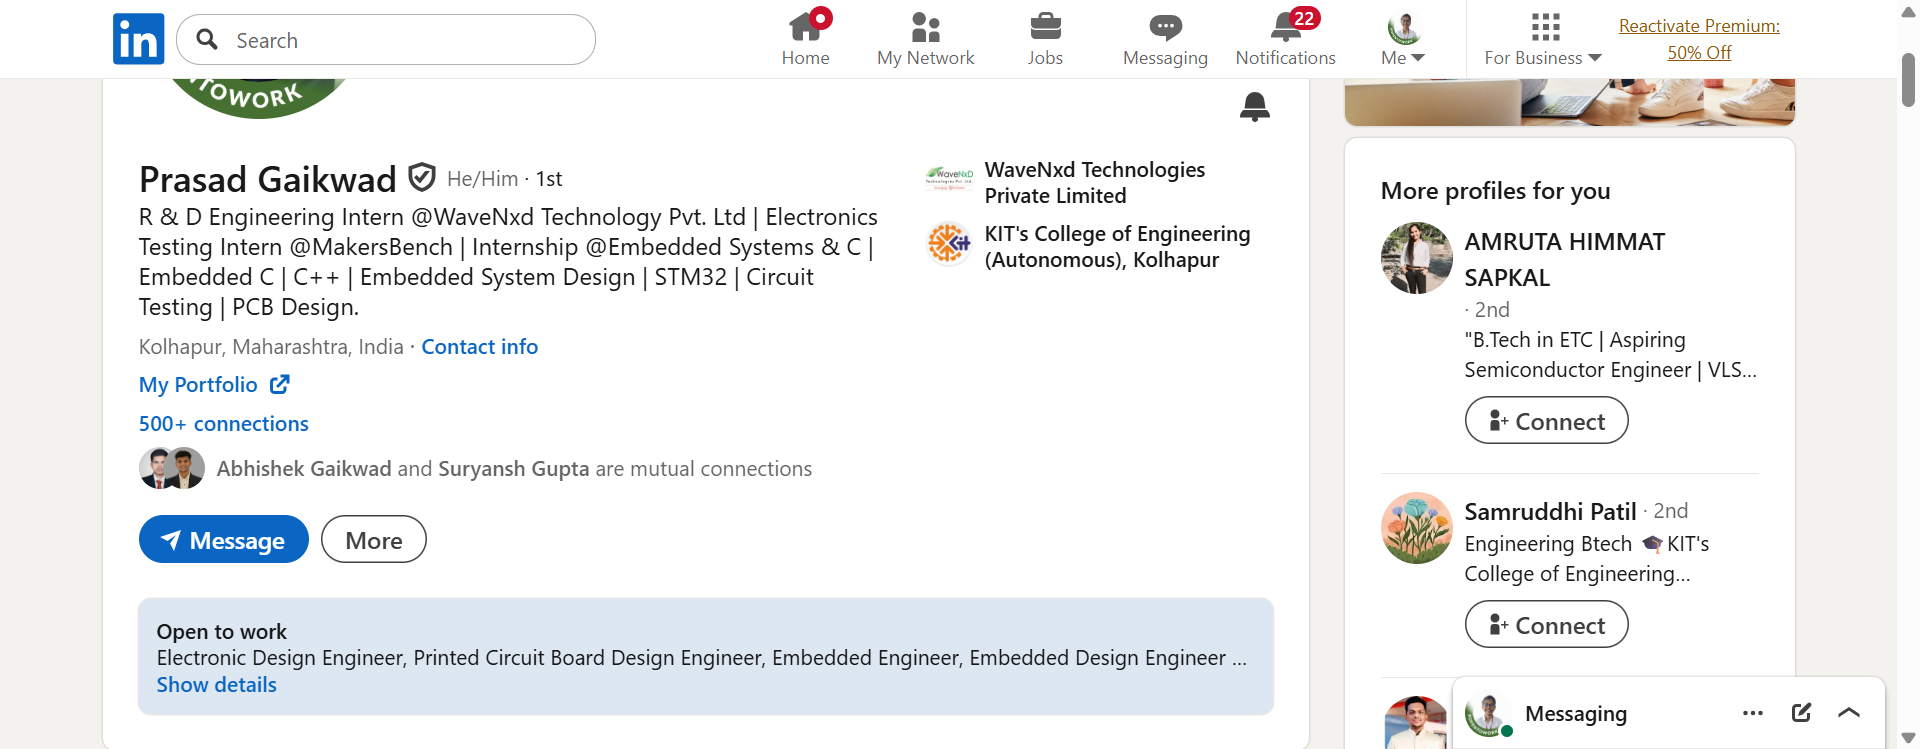 in
Search
Home
My Network
Jobs
Messaging
22
Notifications
Me
For Business
Reactivate Premium:
50% Off
NTOWORK
Prasad Gaikwad He/Him · 1st
R & D Engineering Intern @WaveNxd Technology Pvt. Ltd | Electronics
Testing Intern @MakersBench | Internship @Embedded Systems & C |
Embedded C | C++ | Embedded System Design | STM32 | Circuit
Testing | PCB Design.
Kolhapur, Maharashtra, India · Contact info
My Portfolio
500+ connections
Abhishek Gaikwad and Suryansh Gupta are mutual connections
Message
More
WaveNxD
WaveNxd Technologies
Private Limited
Kit
KIT's College of Engineering
(Autonomous), Kolhapur
Open to work
Electronic Design Engineer, Printed Circuit Board Design Engineer, Embedded Engineer, Embedded Design Engineer ...
Show details
More profiles for you
AMRUTA HIMMAT
SAPKAL
· 2nd
"B.Tech in ETC | Aspiring
Semiconductor Engineer | VLS...
Connect
Samruddhi Patil · 2nd
Engineering Btech 🎓KIT's
College of Engineering...
Connect
Messaging